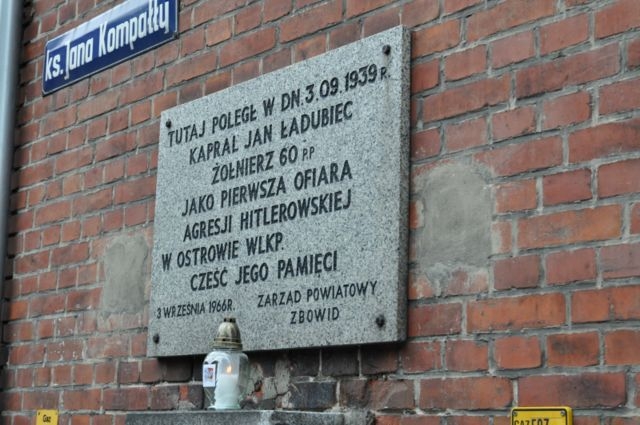 ks. Jana Kompałły
TUTAJ POLEGŁ W DN. 3.09.1939 R.
KAPRAL JAN ŁADUBIEC
ŻOŁNIERZ 60 P.P
JAKO PIERWSZA OFIARA
AGRESJI HITLEROWSKIEJ
W OSTROWIE WLKP.
CZEŚĆ JEGO PAMIĘCI
3 WRZEŚNIA 1966 R. ZARZĄD POWIATOWY
ZBOWID
Gaz